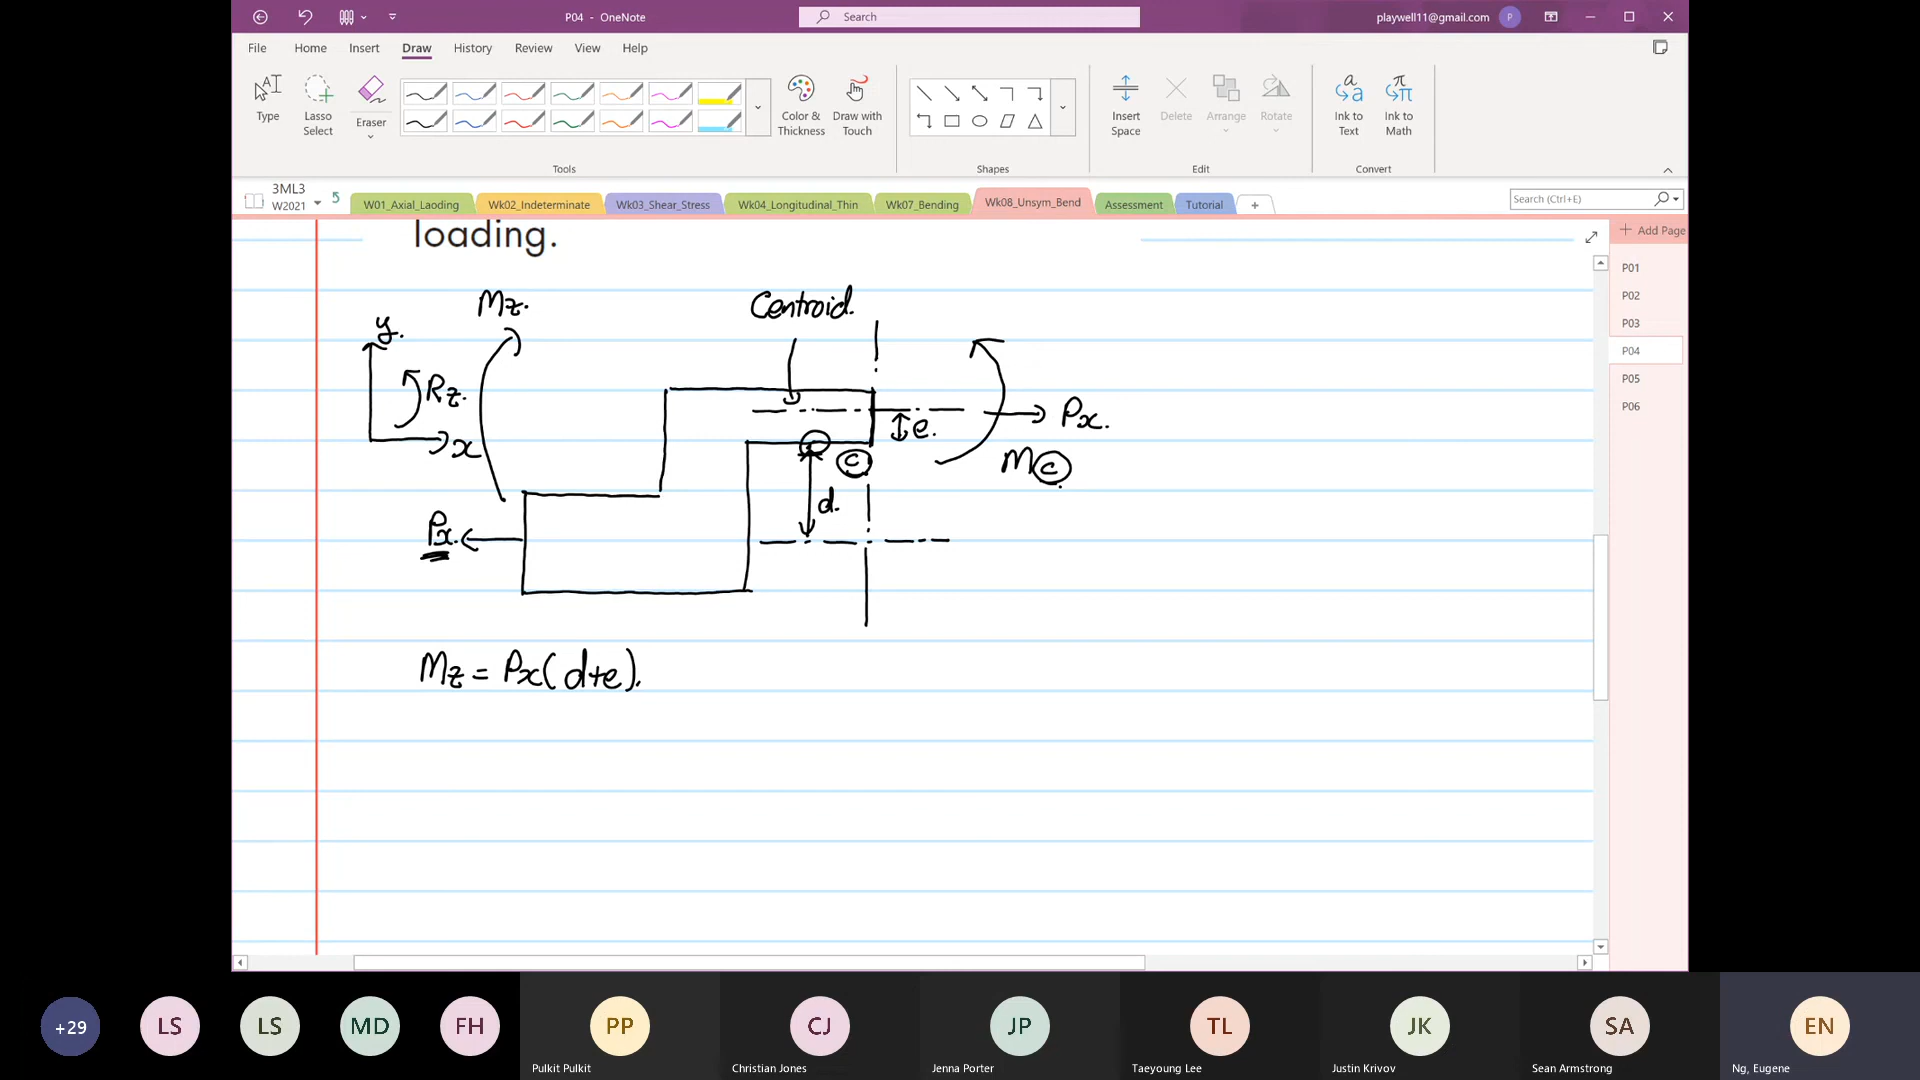 P04 - OneNote
Search
playwell11@gmail.com
P
File
Home
Insert
Draw
History
Review
View
Help
Type
Lasso Select
Eraser
Color & Thickness
Draw with Touch
Insert Space
Delete
Arrange
Rotate
Ink to Text
Ink to Math
Tools
Shapes
Edit
Convert
3ML3 W2021
W01_Axial_Laoding
Wk02_Indeterminate
Wk03_Shear_Stress
Wk04_Longitudinal_Thin
Wk07_Bending
Wk08_Unsym_Bend
Assessment
Tutorial
Search (Ctrl+E)
Add Page
P01
P02
P03
P04
P05
P06
loading.
Mz.
Centroid.
y.
Rz.
x
Px.
e.
C
MC
d.
Px.
Mz = Px(d+e).
+29
LS
LS
MD
FH
PP
CJ
JP
TL
JK
SA
EN
Pulkit Pulkit
Christian Jones
Jenna Porter
Taeyoung Lee
Justin Krivov
Sean Armstrong
Ng, Eugene